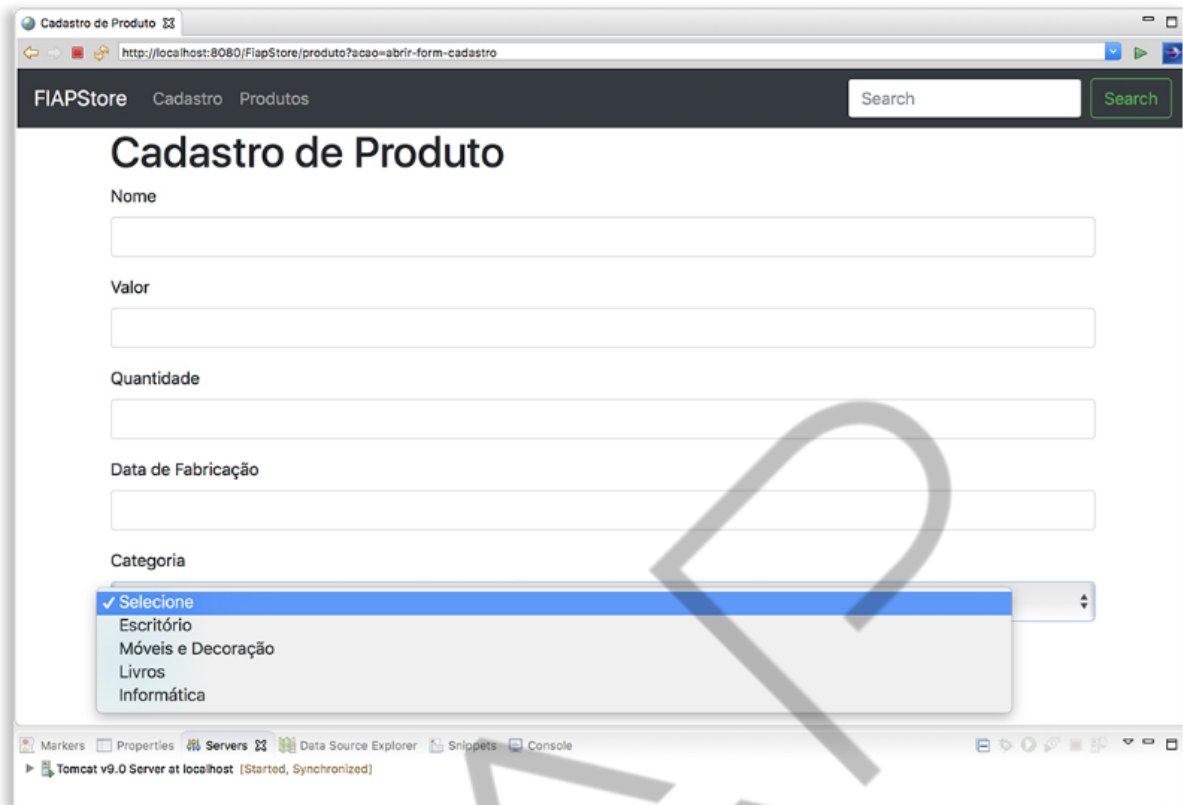 Cadastro de Produto
http://localhost:8080/FiapStore/produto?acao=abrir-form-cadastro
FIAPStore Cadastro Produtos Search Search
Cadastro de Produto
Nome
Valor
Quantidade
Data de Fabricação
Categoria
✓ Selecione
Escritório
Móveis e Decoração
Livros
Informática
Markers Properties Servers Data Source Explorer Snippets Console
Tomcat v9.0 Server at localhost [Started, Synchronized]